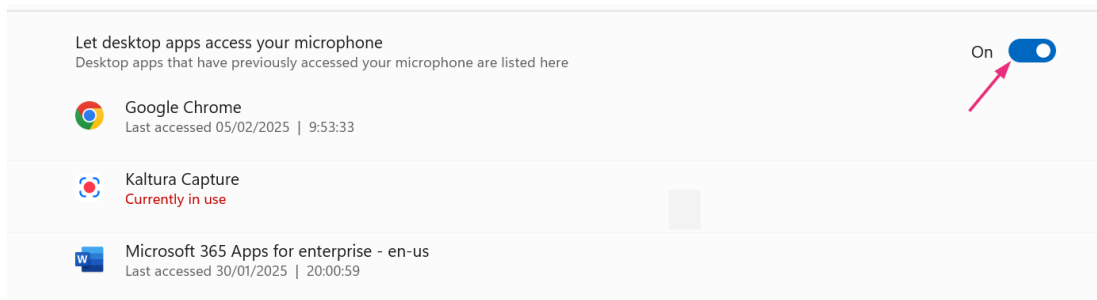 Let desktop apps access your microphone
Desktop apps that have previously accessed your microphone are listed here
On
Google Chrome
Last accessed 05/02/2025 | 9:53:33
Kaltura Capture
Currently in use
W
Microsoft 365 Apps for enterprise - en-us
Last accessed 30/01/2025 | 20:00:59